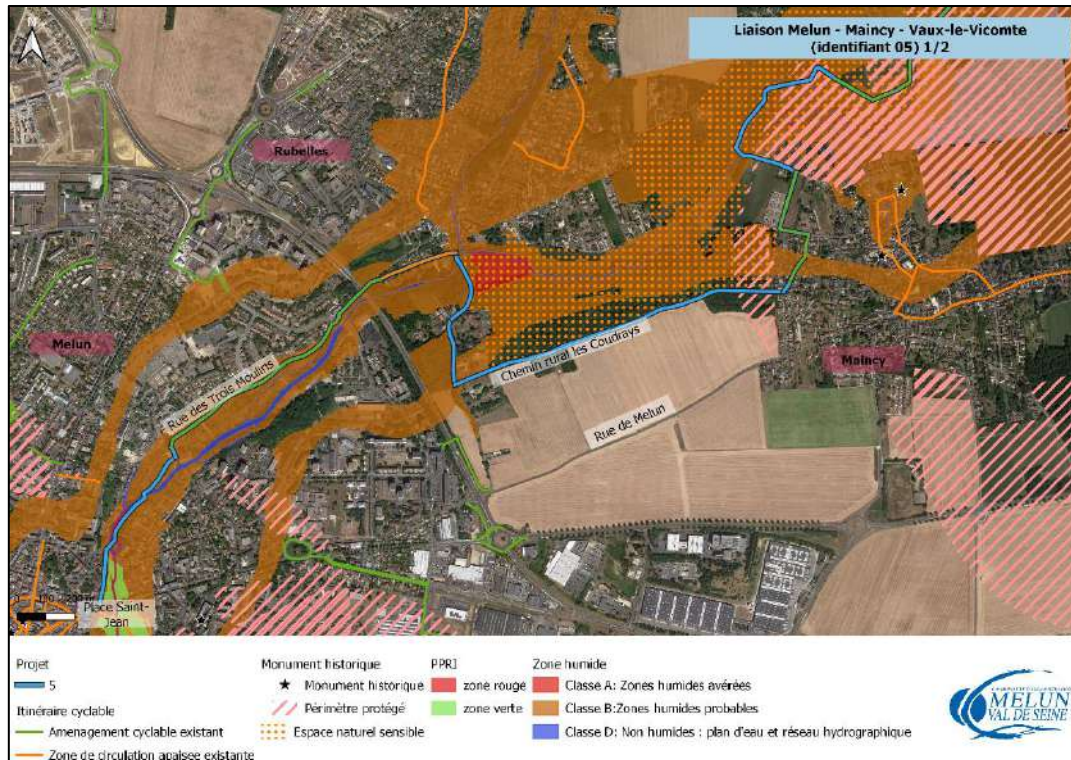 Liaison Melun - Maincy - Vaux-le-Vicomte
(identifiant 05) 1/2
Rubelles
Melun
Rue des Trois Moulins
Chemin rural les Coudrays
Maincy
Rue de Melun
Place Saint-
Jean
Projet
5
Itinéraire cyclable
Aménagement cyclable existant
Zone de circulation apaisée existante
Monument historique
Monument historique
Périmètre protégé
Espace naturel sensible
PPRI
zone rouge
zone verte
Zone humide
Classe A: Zones humides avérées
Classe B:Zones humides probables
Classe D: Non humides : plan d'eau et réseau hydrographique
MELUN
VAL DE SEINE